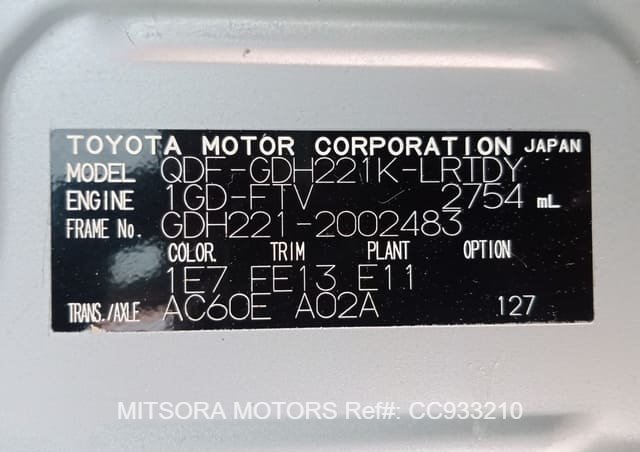 TOYOTA MOTOR CORPORATION JAPAN
MODEL QDF-GDH221K-LRTDY
ENGINE 1GD-FTV 2754 mL
FRAME No. GDH221-2002483
COLOR. TRIM PLANT OPTION
1E7 FE13 E11
TRANS./AXLE AC60E A02A 127
MITSORA MOTORS Ref#: CC933210